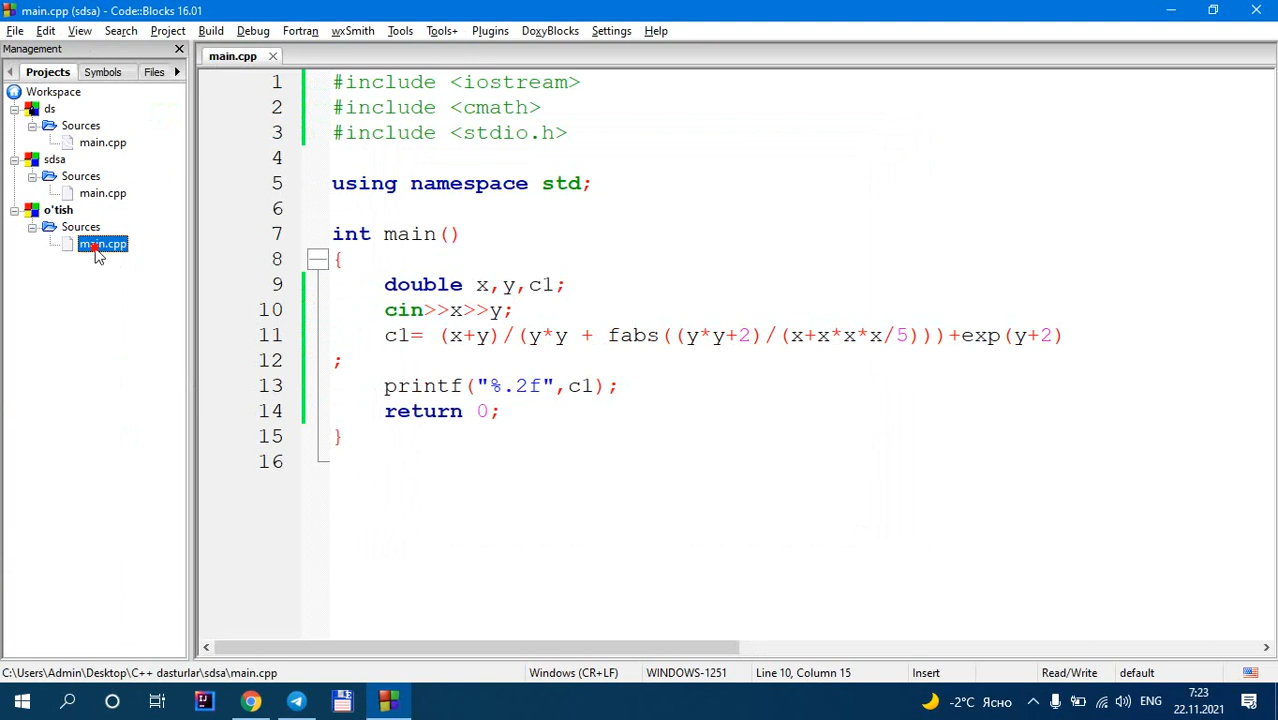 main.cpp (sdsa) - Code::Blocks 16.01
File Edit View Search Project Build Debug Fortran wxSmith Tools Tools+ Plugins DoxyBlocks Settings Help
Management
main.cpp
Projects Symbols Files
Workspace
ds
Sources
main.cpp
sdsa
Sources
main.cpp
o'tish
Sources
main.cpp
1 #include <iostream>
2 #include <cmath>
3 #include <stdio.h>
4
5 using namespace std;
6
7 int main()
8 {
9 double x,y,c1;
10 cin>>x>>y;
11 c1= (x+y)/(y*y + fabs((y*y+2)/(x+x*x*x/5)))+exp(y+2)
12 ;
13 printf("%.2f",c1);
14 return 0;
15 }
16
C:\Users\Admin\Desktop\C++ dasturlar\sdsa\main.cpp Windows (CR+LF) WINDOWS-1251 Line 10, Column 15 Insert Read/Write default
-2°C Ясно ENG 7:23
22.11.2021